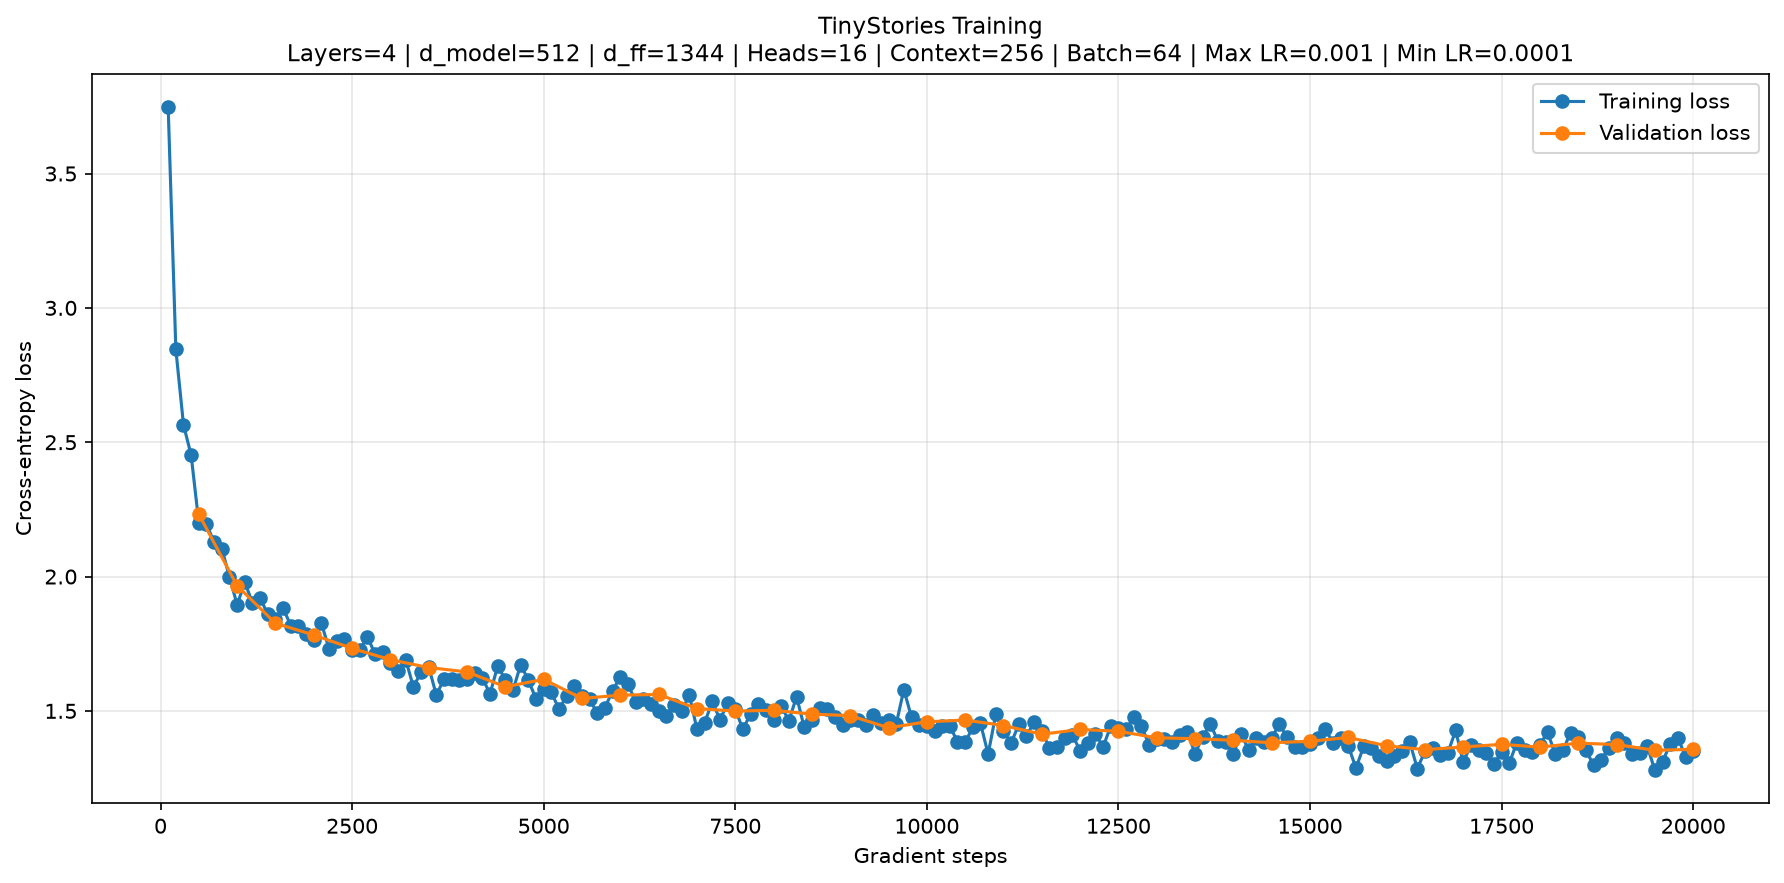 TinyStories Training
Layers=4 | d_model=512 | d_ff=1344 | Heads=16 | Context=256 | Batch=64 | Max LR=0.001 | Min LR=0.0001
Training loss
Validation loss
Cross-entropy loss
3.5
3.0
2.5
2.0
1.5
0 2500 5000 7500 10000 12500 15000 17500 20000
Gradient steps